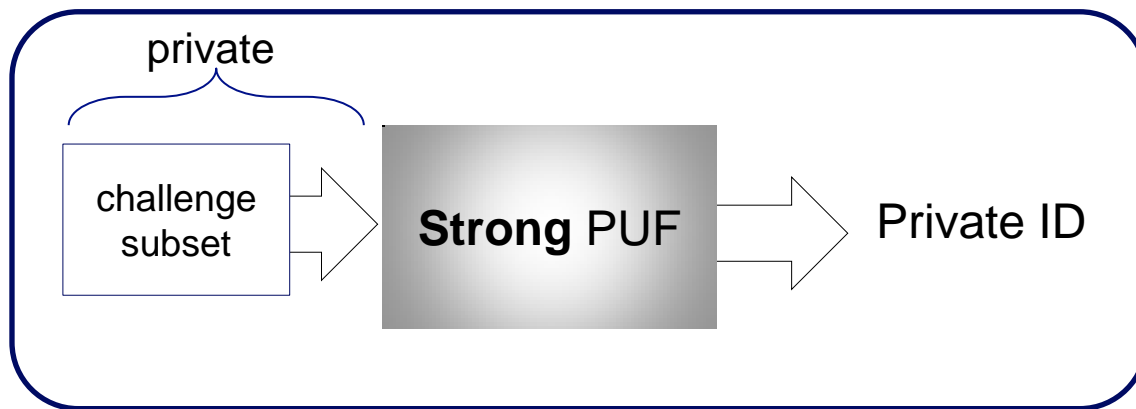 private
challenge
subset
Strong PUF
Private ID